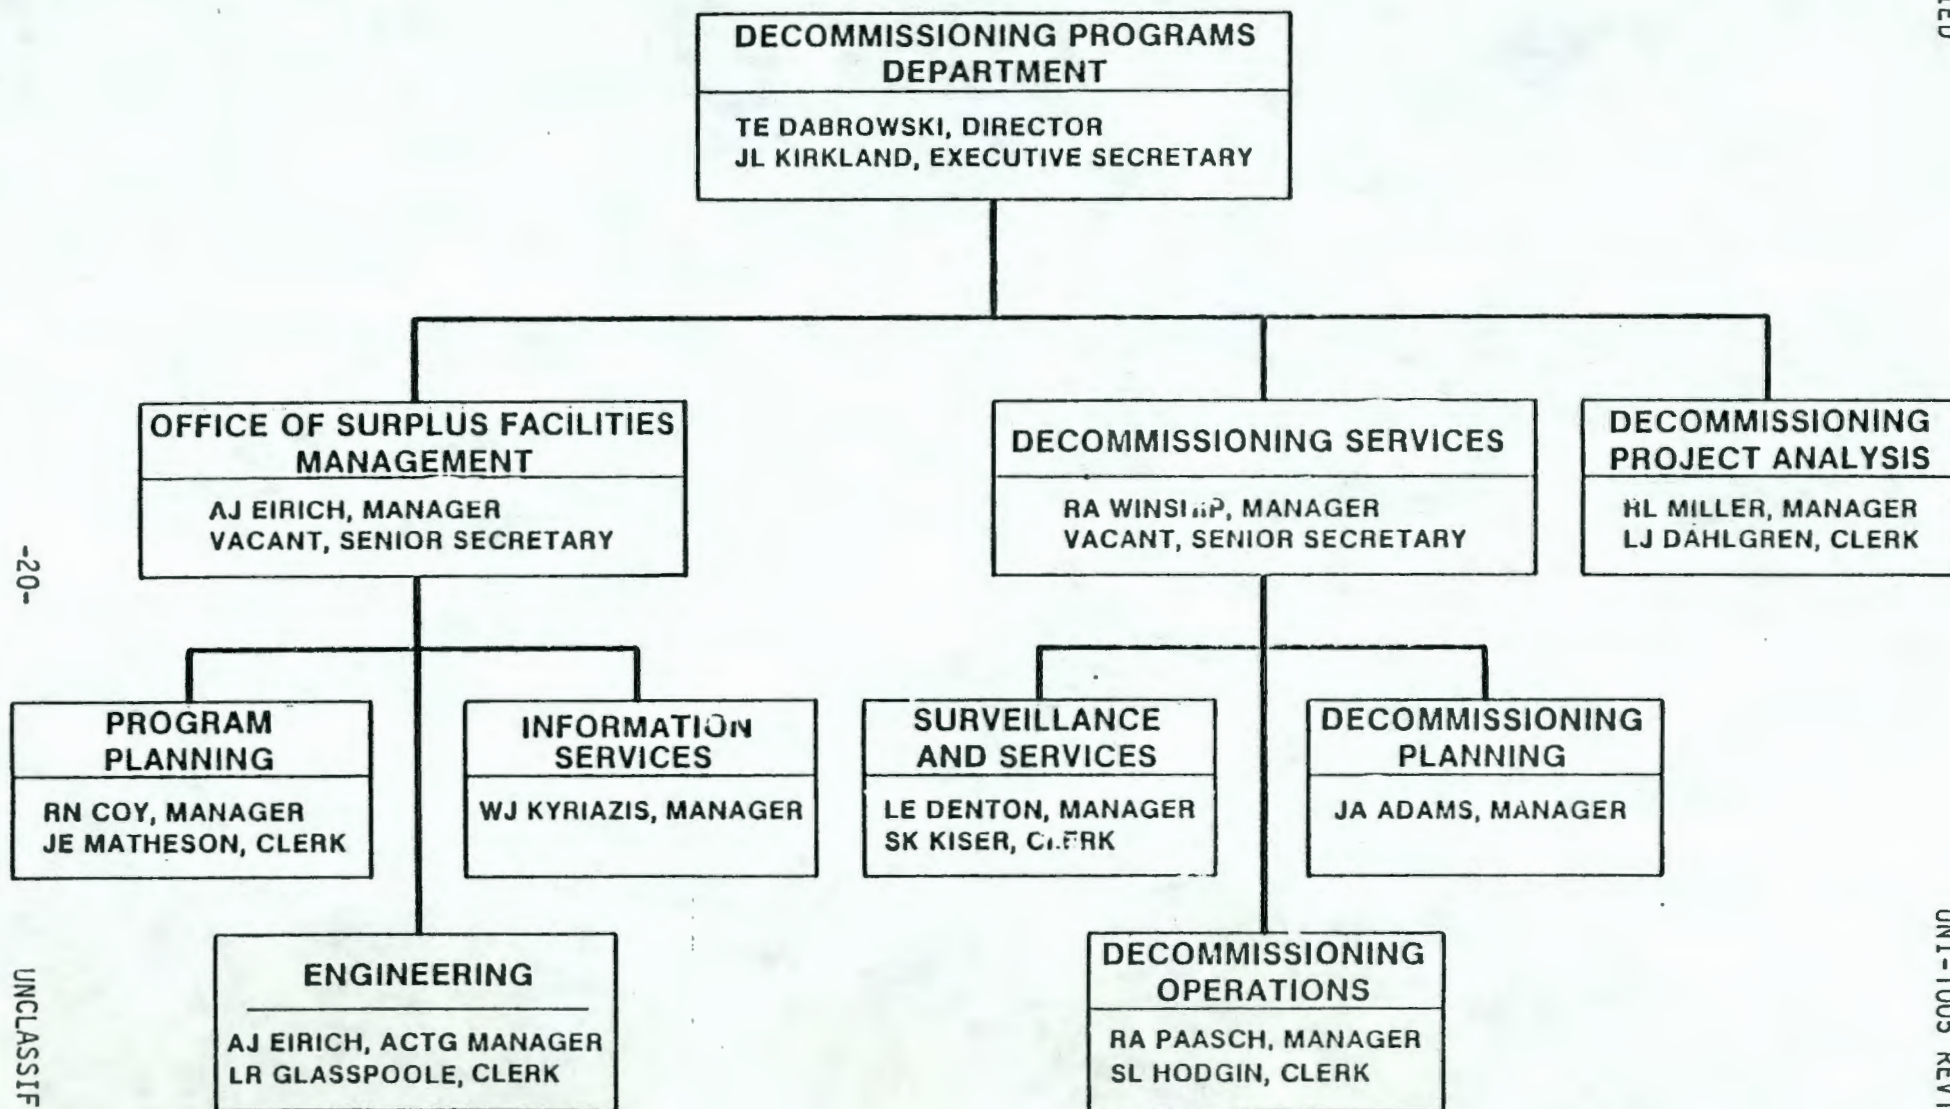 DECOMMISSIONING PROGRAMS
DEPARTMENT
TE DABROWSKI, DIRECTOR
JL KIRKLAND, EXECUTIVE SECRETARY
OFFICE OF SURPLUS FACILITIES
MANAGEMENT
AJ EIRICH, MANAGER
VACANT, SENIOR SECRETARY
DECOMMISSIONING SERVICES
RA WINSHIP, MANAGER
VACANT, SENIOR SECRETARY
DECOMMISSIONING
PROJECT ANALYSIS
RL MILLER, MANAGER
LJ DAHLGREN, CLERK
PROGRAM
PLANNING
RN COY, MANAGER
JE MATHESON, CLERK
INFORMATION
SERVICES
WJ KYRIAZIS, MANAGER
SURVEILLANCE
AND SERVICES
LE DENTON, MANAGER
SK KISER, CLERK
DECOMMISSIONING
PLANNING
JA ADAMS, MANAGER
ENGINEERING
AJ EIRICH, ACTG MANAGER
LR GLASSPOOLE, CLERK
DECOMMISSIONING
OPERATIONS
RA PAASCH, MANAGER
SL HODGIN, CLERK
-20-
UNCLASSIF